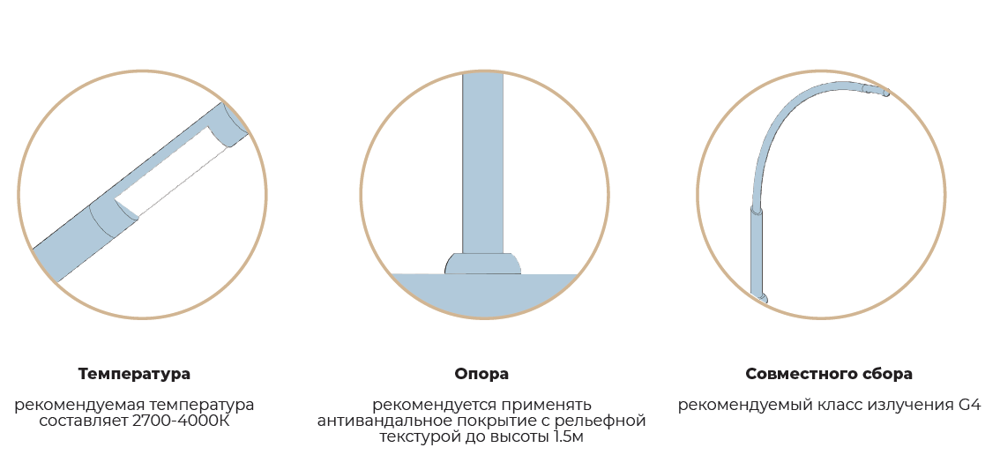 Температура
рекомендуемая температура
составляет 2700-4000К
Опора
рекомендуется применять
антивандальное покрытие с рельефной
текстурой до высоты 1.5м
Совместного сбора
рекомендуемый класс излучения G4